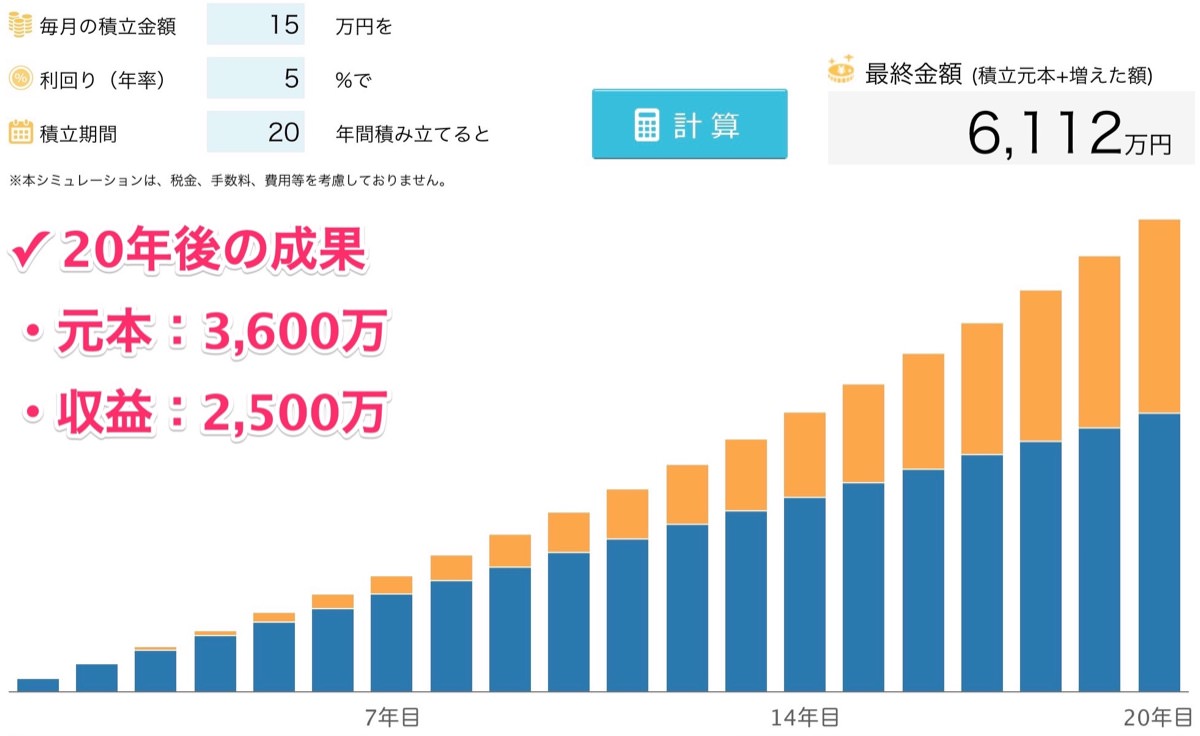 毎月の積立金額 15 万円を
利回り（年率） 5 %で
積立期間 20 年間積み立てると
※本シミュレーションは、税金、手数料、費用等を考慮しておりません。
計算
最終金額 (積立元本+増えた額)
6,112万円
✓20年後の成果
・元本：3,600万
・収益：2,500万
7年目 14年目 20年目